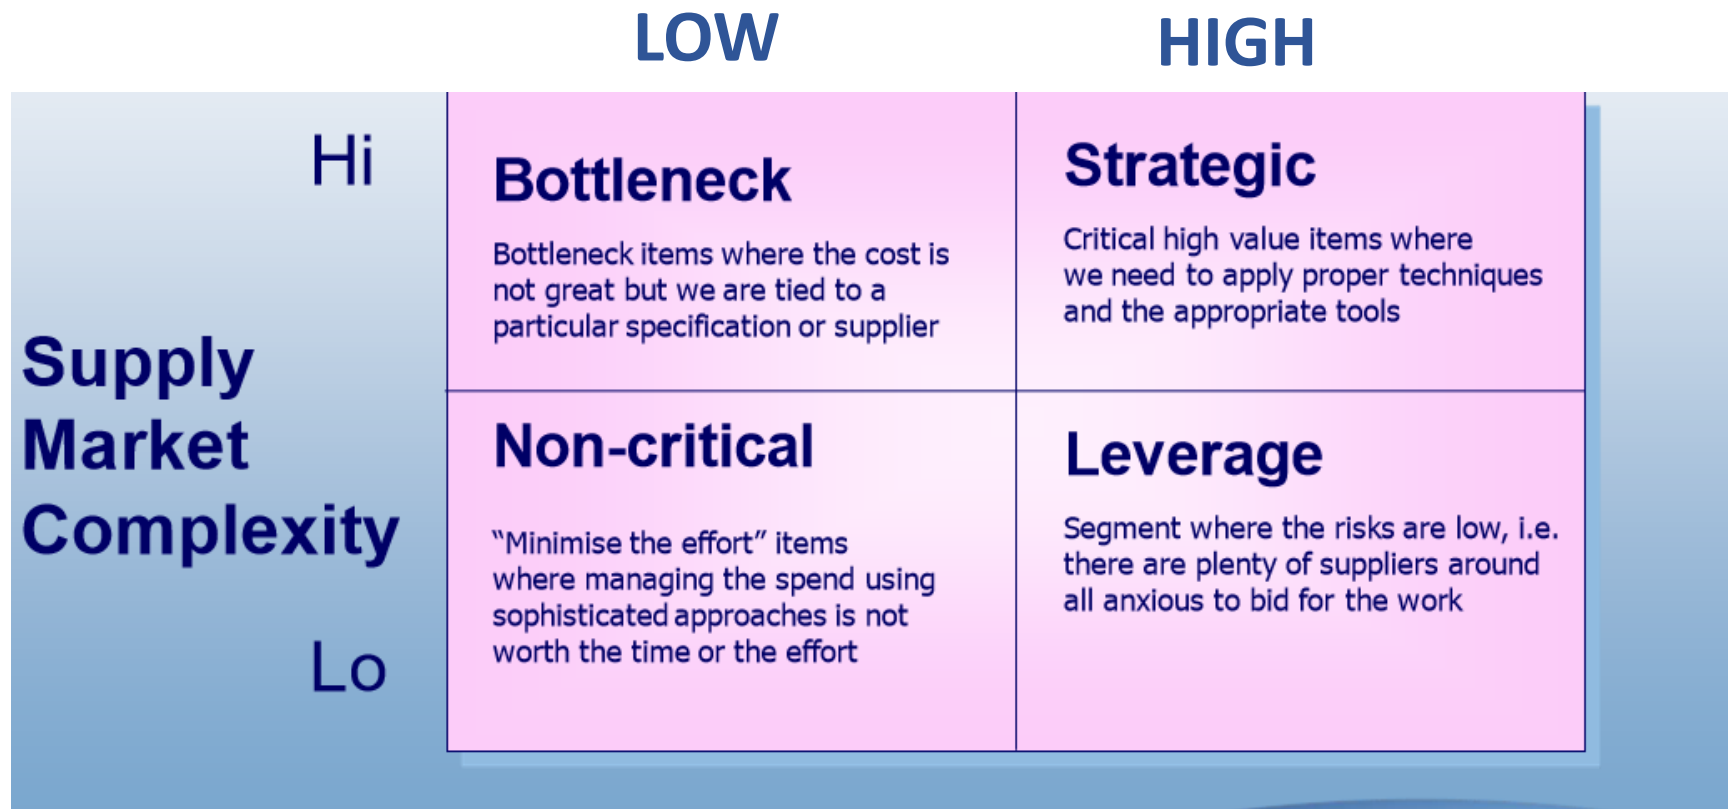 LOW
HIGH
Hi
Bottleneck
Bottleneck items where the cost is
not great but we are tied to a
particular specification or supplier
Strategic
Critical high value items where
we need to apply proper techniques
and the appropriate tools
Supply
Market
Complexity
Non-critical
“Minimise the effort” items
where managing the spend using
sophisticated approaches is not
worth the time or the effort
Leverage
Segment where the risks are low, i.e.
there are plenty of suppliers around
all anxious to bid for the work
Lo